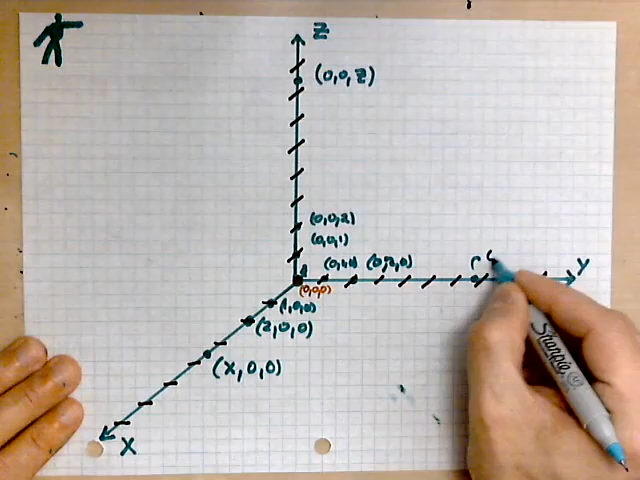 Z
(0,0,Z)
(0,0,2)
(0,0,1)
(0,1,0) (0,2,0)
Y
(0,0,0)
(1,0,0)
(2,0,0)
(X,0,0)
X
Sharpie